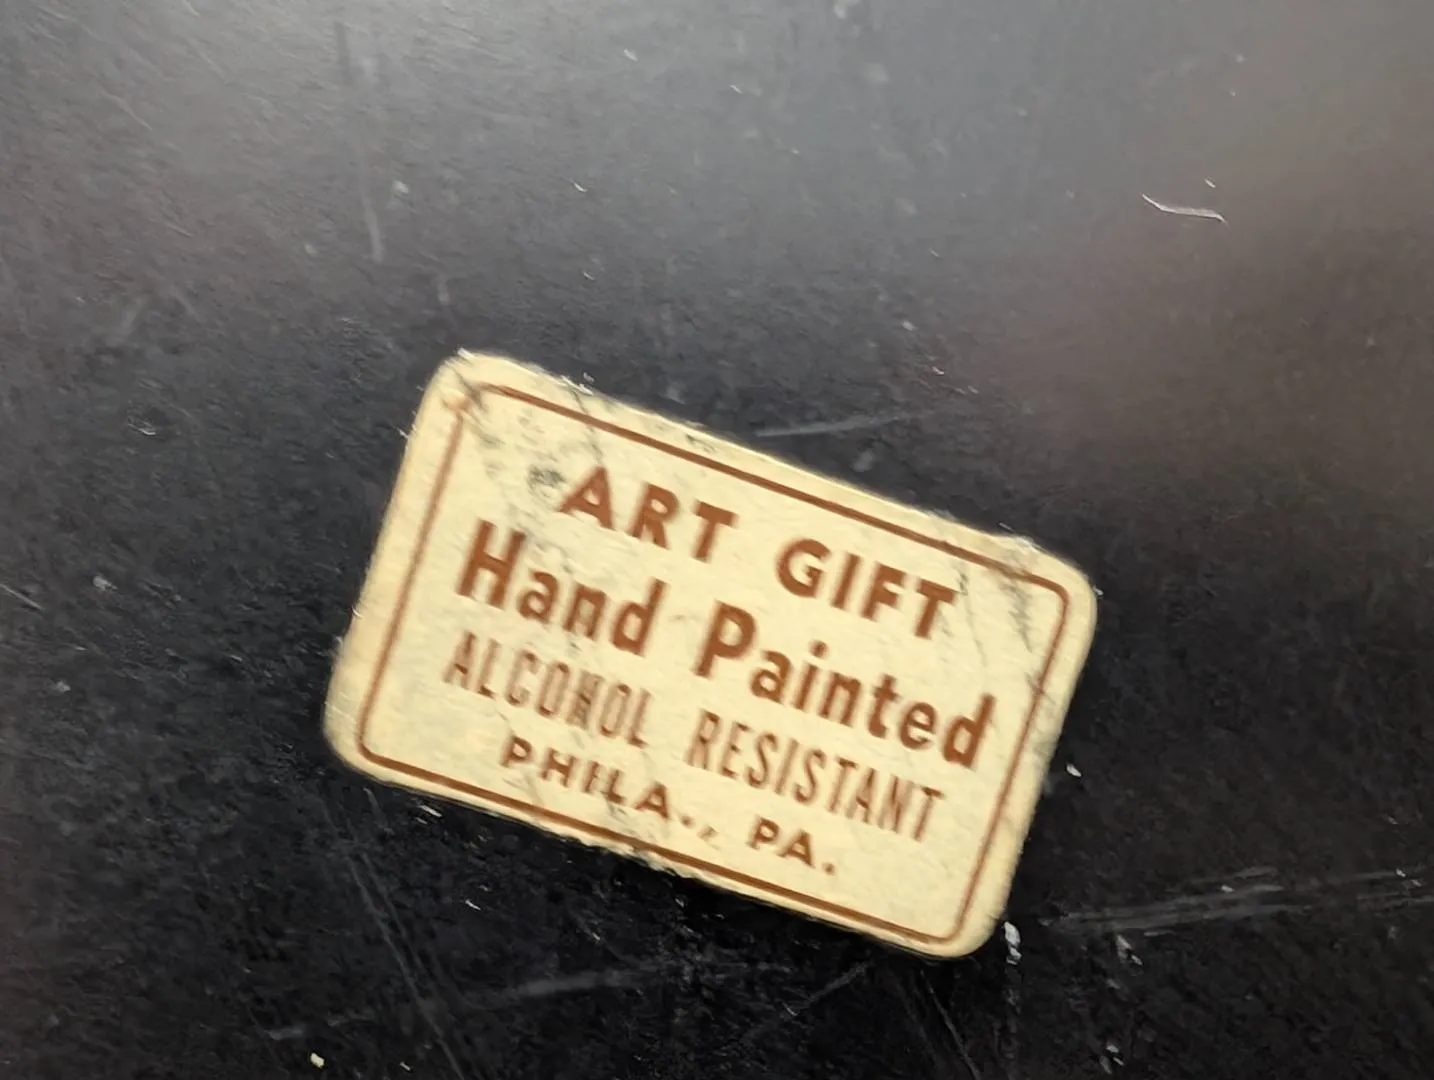 ART GIFT
Hand Painted
ALCOHOL RESISTANT
PHILA., PA.